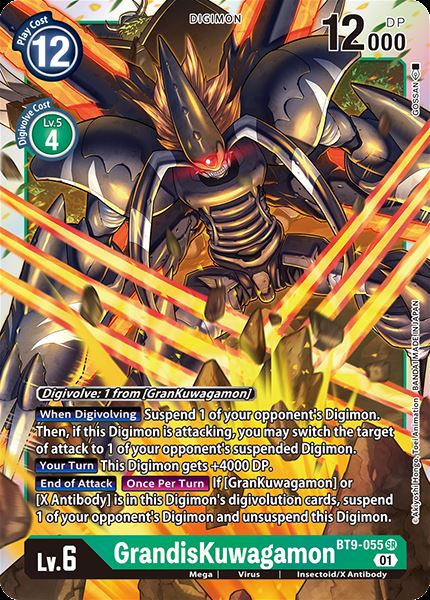 Play Cost
12
DIGIMON
DP
12000
Digivolve Cost
Lv.5
4
GOSSAN
Digivolve: 1 from [GranKuwagamon]
When Digivolving Suspend 1 of your opponent's Digimon.
Then, if this Digimon is attacking, you may switch the target
of attack to 1 of your opponent's suspended Digimon.
Your Turn This Digimon gets +4000 DP.
End of Attack Once Per Turn If [GranKuwagamon] or
[X Antibody] is in this Digimon's digivolution cards, suspend
1 of your opponent's Digimon and unsuspend this Digimon.
©Akiyoshi Hongo, Toei Animation BANDAI MADE IN JAPAN
Lv.6
GrandisKuwagamon
BT9-055 SR
01
Mega | Virus | Insectoid/X Antibody